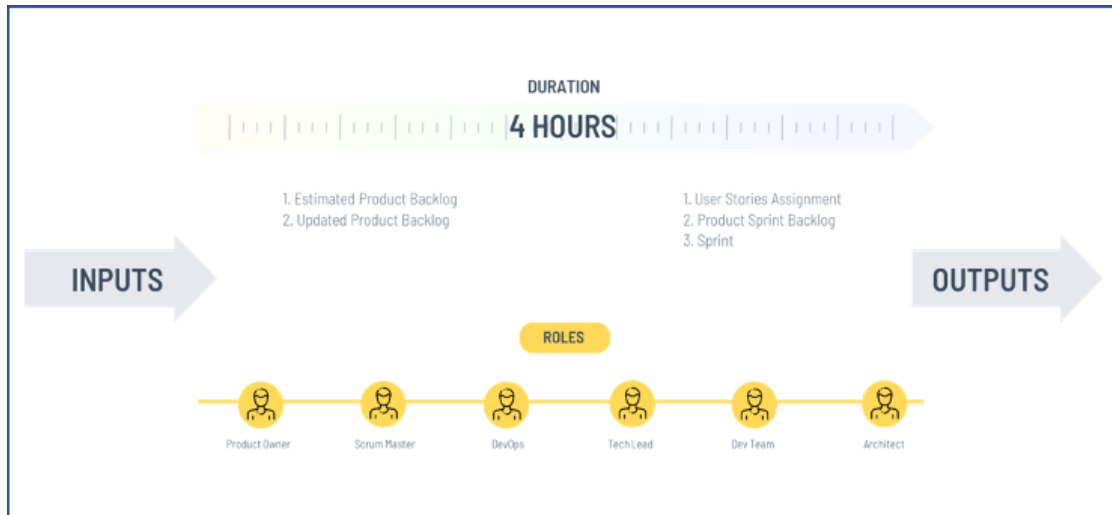 DURATION
4 HOURS
1. Estimated Product Backlog
2. Updated Product Backlog
1. User Stories Assignment
2. Product Sprint Backlog
3. Sprint
INPUTS
OUTPUTS
ROLES
Product Owner
Scrum Master
DevOps
Tech Lead
Dev Team
Architect